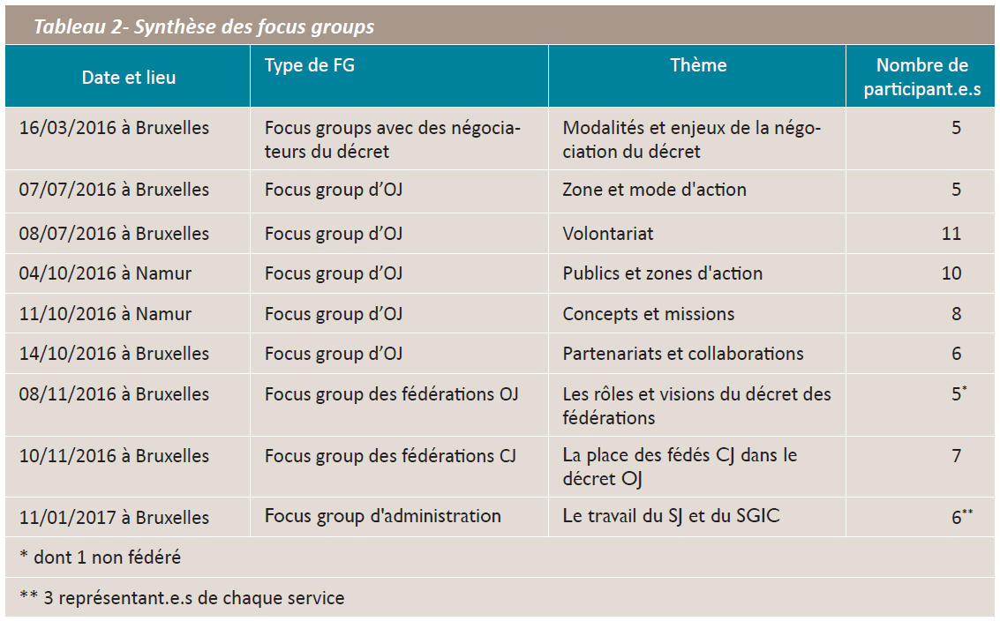 Tableau 2- Synthèse des focus groups
Date et lieu Type de FG Thème Nombre de
participant.e.s
16/03/2016 à Bruxelles Focus groups avec des négocia- Modalités et enjeux de la négo- 5
teurs du décret ciation du décret
07/07/2016 à Bruxelles Focus group d’OJ Zone et mode d'action 5
08/07/2016 à Bruxelles Focus group d’OJ Volontariat 11
04/10/2016 à Namur Focus group d’OJ Publics et zones d'action 10
11/10/2016 à Namur Focus group d’OJ Concepts et missions 8
14/10/2016 à Bruxelles Focus group d’OJ Partenariats et collaborations 6
08/11/2016 à Bruxelles Focus group des fédérations OJ Les rôles et visions du décret des 5*
fédérations
10/11/2016 à Bruxelles Focus group des fédérations CJ La place des fédés CJ dans le 7
décret OJ
11/01/2017 à Bruxelles Focus group d'administration Le travail du SJ et du SGIC 6**
* dont 1 non fédéré
** 3 représentant.e.s de chaque service